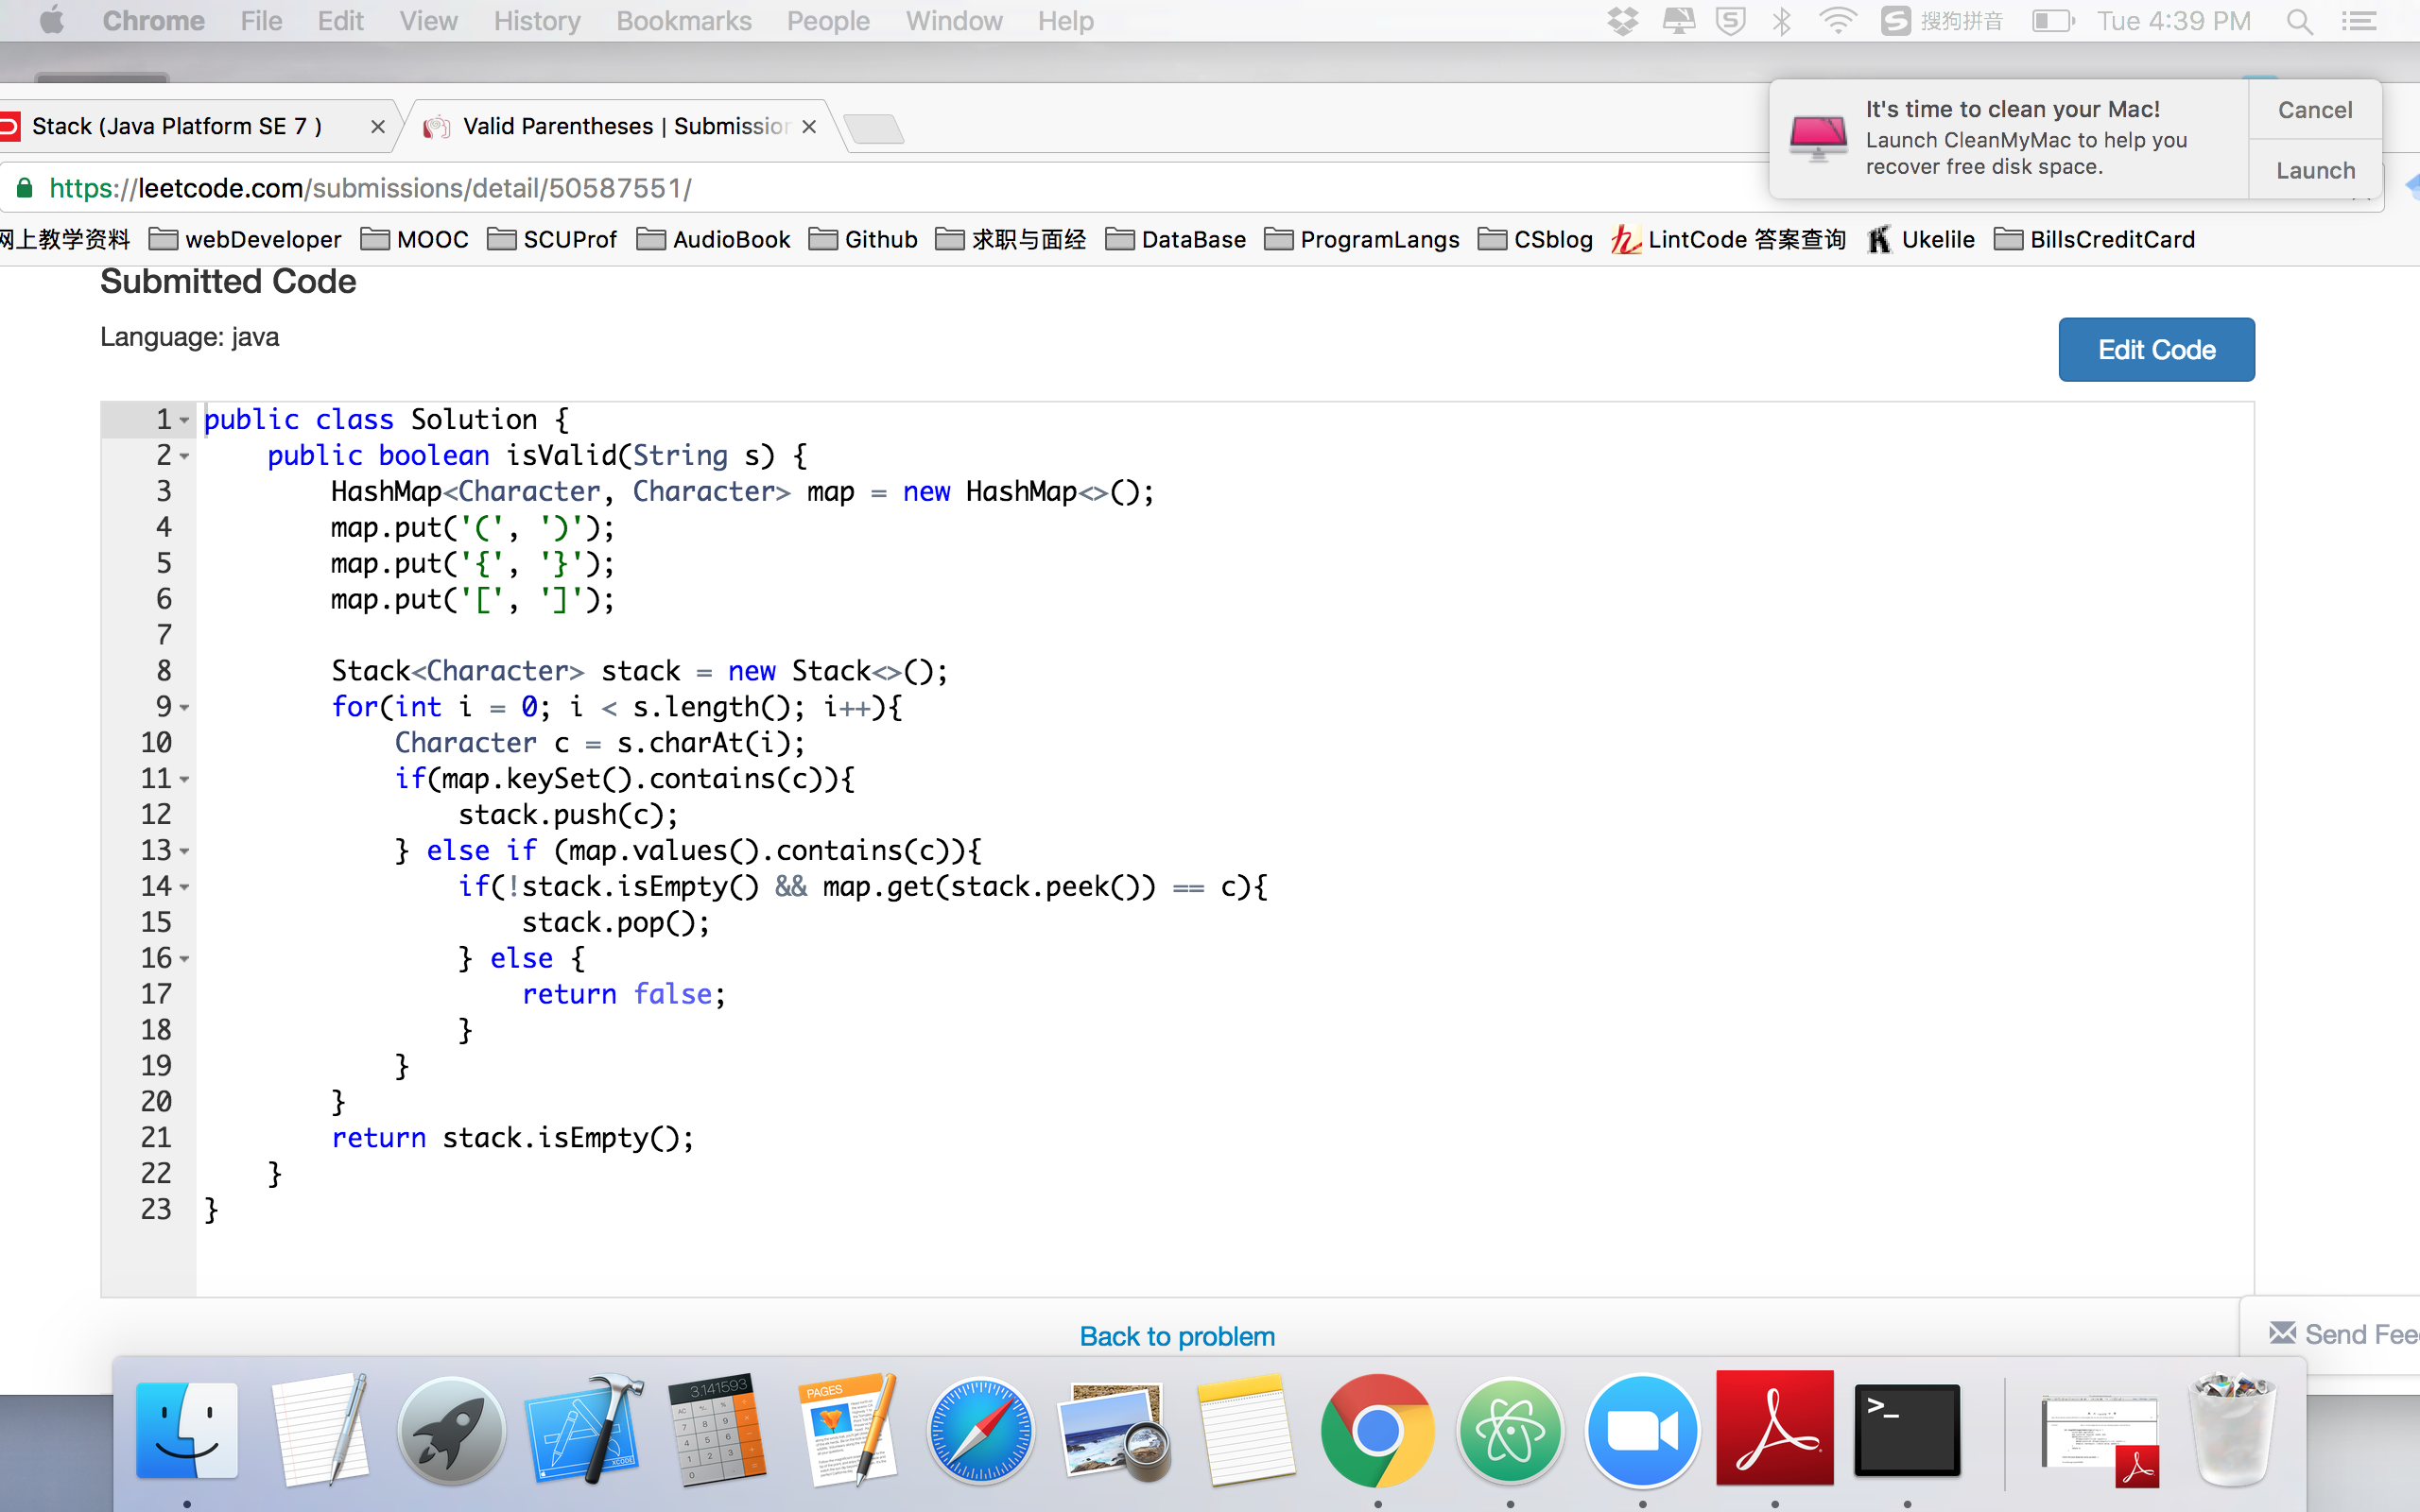 Chrome File Edit View History Bookmarks People Window Help 搜狗拼音 Tue 4:39 PM
Stack (Java Platform SE 7 ) Valid Parentheses | Submission
It's time to clean your Mac!
Launch CleanMyMac to help you
recover free disk space.
Cancel
Launch
https://leetcode.com/submissions/detail/50587551/
网上教学资料 webDeveloper MOOC SCUProf AudioBook Github 求职与面经 DataBase ProgramLangs CSblog LintCode 答案查询 Ukelile BillsCreditCard
Submitted Code
Language: java
Edit Code
1 public class Solution {
2 public boolean isValid(String s) {
3 HashMap<Character, Character> map = new HashMap<>();
4 map.put('(', ')');
5 map.put('{', '}');
6 map.put('[', ']');
7
8 Stack<Character> stack = new Stack<>();
9 for(int i = 0; i < s.length(); i++){
10 Character c = s.charAt(i);
11 if(map.keySet().contains(c)){
12 stack.push(c);
13 } else if (map.values().contains(c)){
14 if(!stack.isEmpty() && map.get(stack.peek()) == c){
15 stack.pop();
16 } else {
17 return false;
18 }
19 }
20 }
21 return stack.isEmpty();
22 }
23 }
Back to problem
Send Fee
3.141593
PAGES
>_